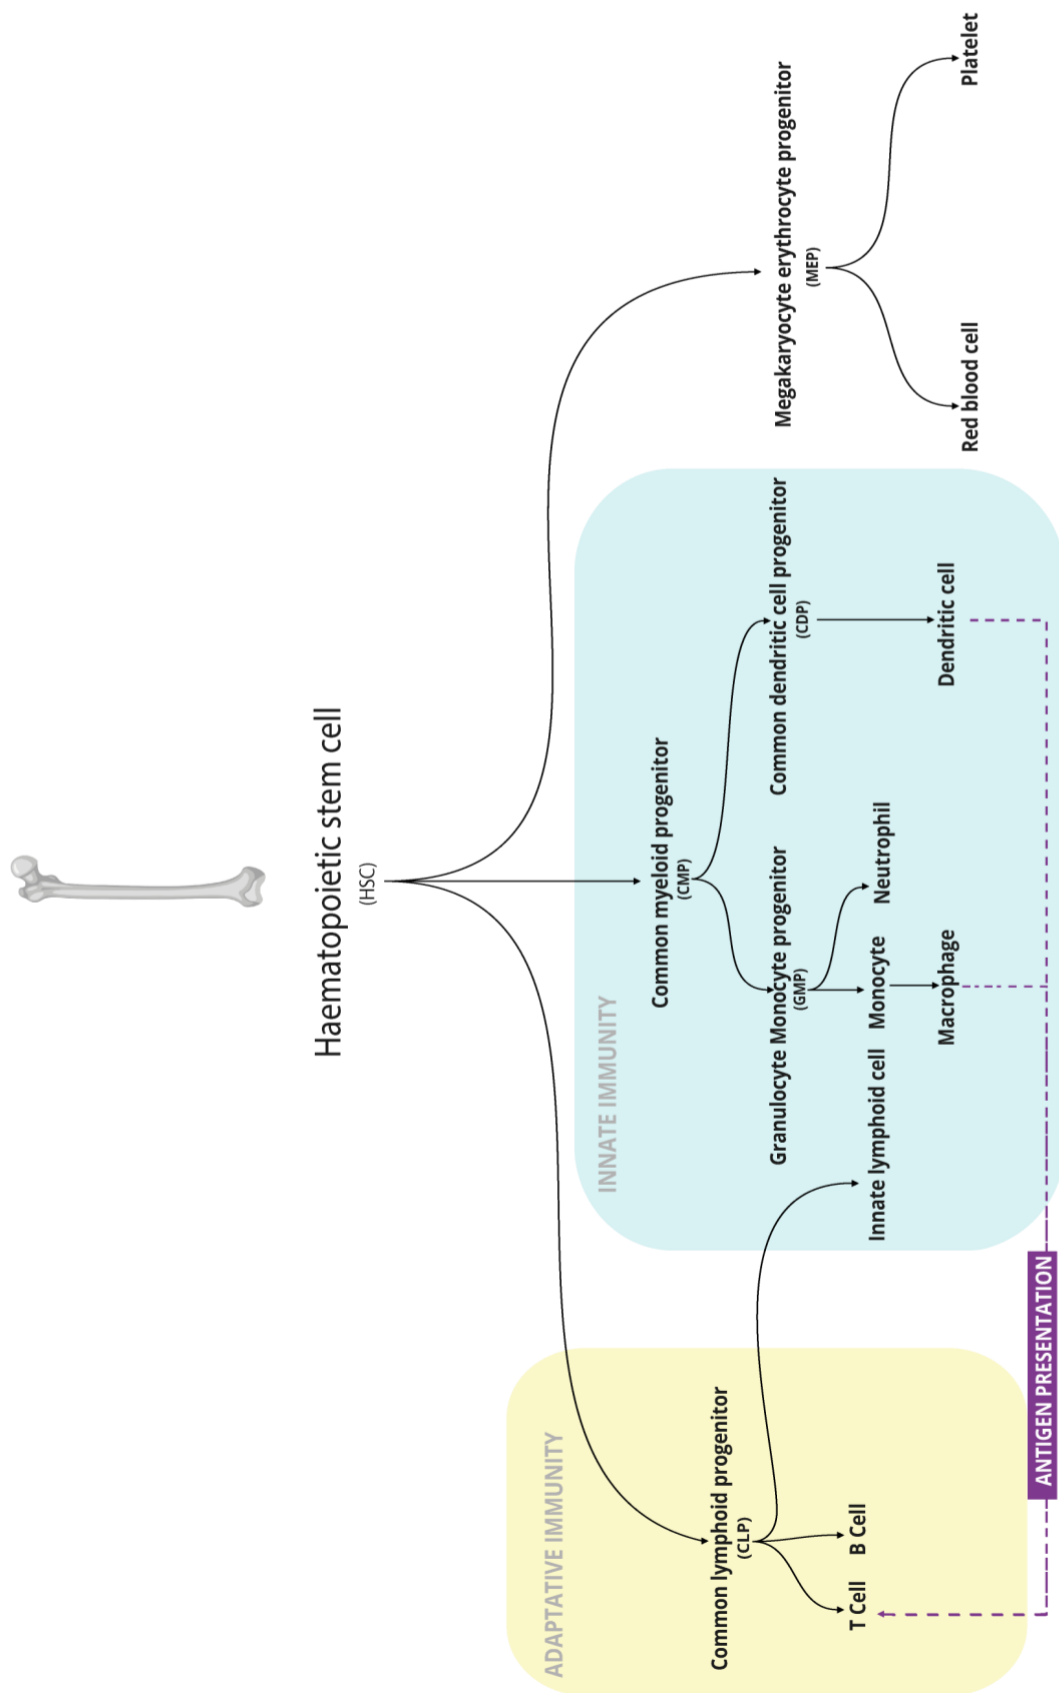 Haematopoietic stem cell
(HSC)
ADAPTATIVE IMMUNITY
INNATE IMMUNITY
Common lymphoid progenitor
(CLP)
Common myeloid progenitor
(CMP)
Megakaryocyte erythrocyte progenitor
(MEP)
Granulocyte Monocyte progenitor
(GMP)
Common dendritic cell progenitor
(CDP)
T Cell
B Cell
Innate lymphoid cell
Monocyte
Neutrophil
Macrophage
Dendritic cell
Red blood cell
Platelet
ANTIGEN PRESENTATION